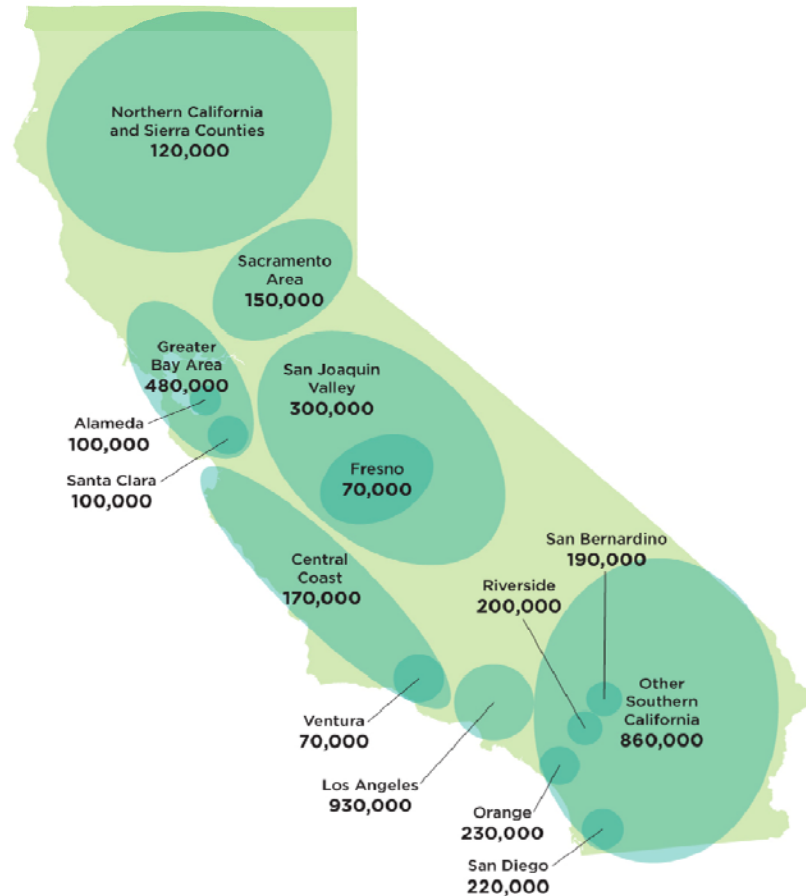 Northern California
and Sierra Counties
120,000
Sacramento
Area
150,000
Greater
Bay Area
480,000
San Joaquin
Valley
300,000
Alameda
100,000
Santa Clara
100,000
Fresno
70,000
San Bernardino
190,000
Central
Coast
170,000
Riverside
200,000
Other
Southern
California
860,000
Ventura
70,000
Los Angeles
930,000
Orange
230,000
San Diego
220,000